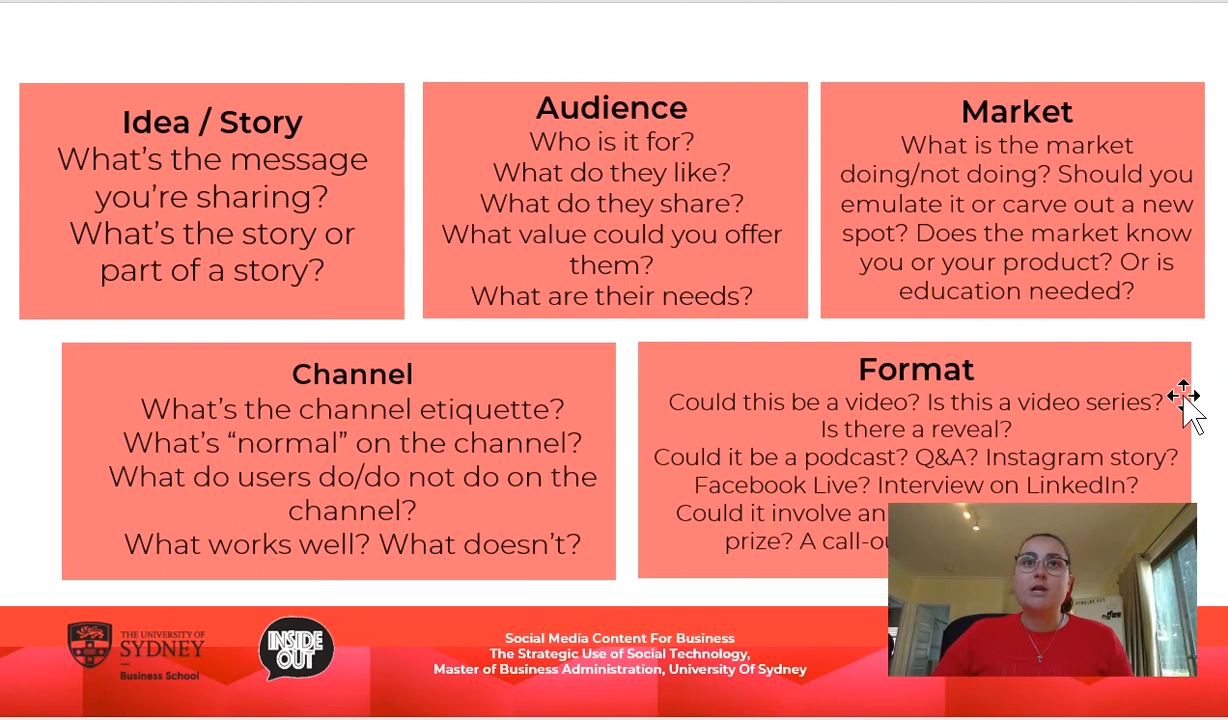 Idea / Story
What's the message
you're sharing?
What's the story or
part of a story?
Audience
Who is it for?
What do they like?
What do they share?
What value could you offer
them?
What are their needs?
Market
What is the market
doing/not doing? Should you
emulate it or carve out a new
spot? Does the market know
you or your product? Or is
education needed?
Channel
What's the channel etiquette?
What's “normal” on the channel?
What do users do/do not do on the
channel?
What works well? What doesn't?
Format
Could this be a video? Is this a video series?
Is there a reveal?
Could it be a podcast? Q&A? Instagram story?
Facebook Live? Interview on LinkedIn?
Could it involve an
prize? A
THE UNIVERSITY OF
SYDNEY
Business School
INSIDE
OUT
Social Media Content For Business
The Strategic Use of Social Technology,
Master of Business Administration, University Of Sydney